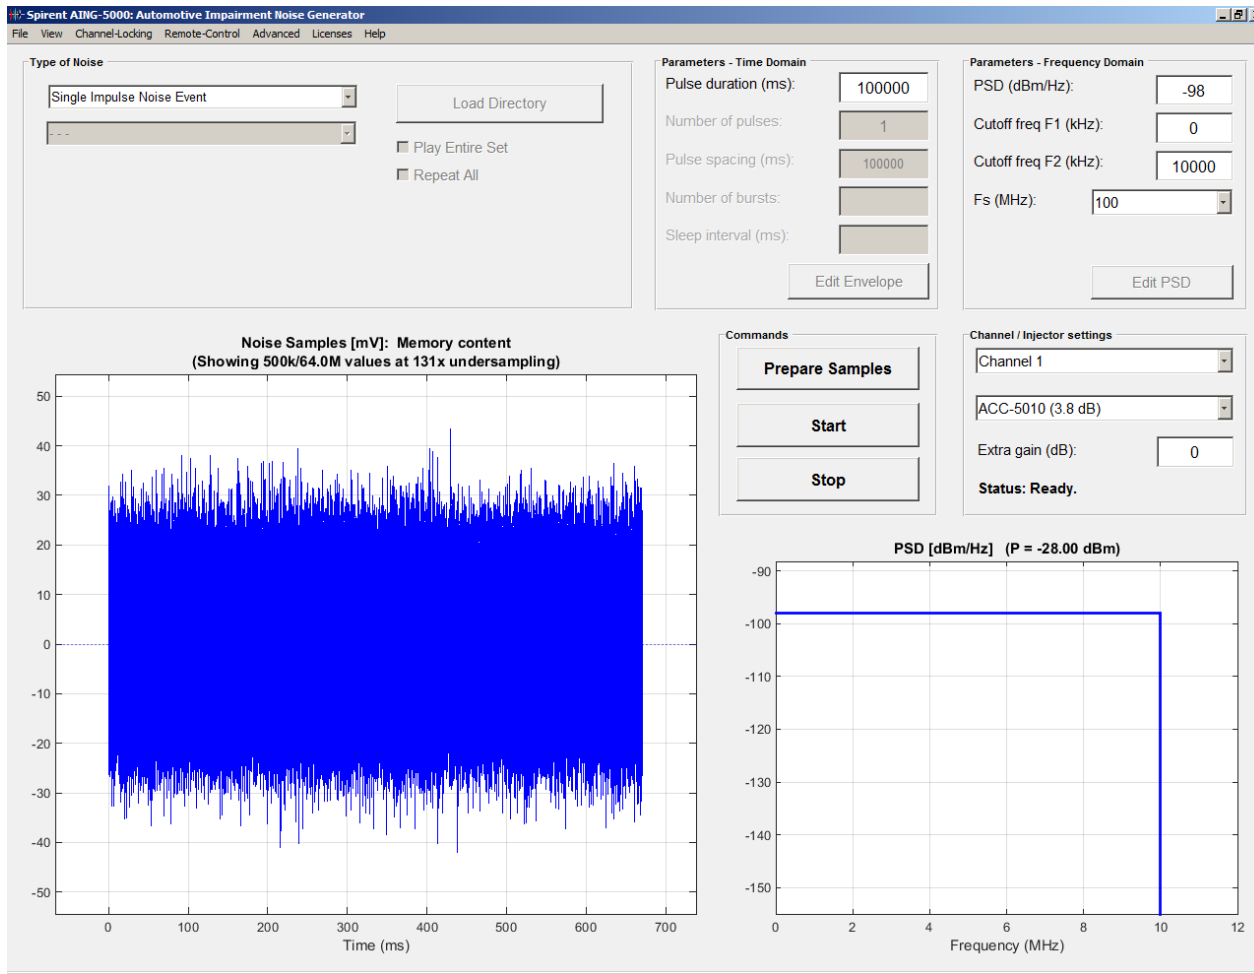 Spirent AING-5000: Automotive Impairment Noise Generator
File View Channel-Locking Remote-Control Advanced Licenses Help
Type of Noise
Single Impulse Noise Event
- - -
Load Directory
Play Entire Set
Repeat All
Parameters - Time Domain
Pulse duration (ms): 100000
Number of pulses: 1
Pulse spacing (ms): 100000
Number of bursts:
Sleep interval (ms):
Edit Envelope
Parameters - Frequency Domain
PSD (dBm/Hz): -98
Cutoff freq F1 (kHz): 0
Cutoff freq F2 (kHz): 10000
Fs (MHz): 100
Edit PSD
Noise Samples [mV]: Memory content
(Showing 500k/64.0M values at 131x undersampling)
50
40
30
20
10
0
-10
-20
-30
-40
-50
0 100 200 300 400 500 600 700
Time (ms)
Commands
Prepare Samples
Start
Stop
Channel / Injector settings
Channel 1
ACC-5010 (3.8 dB)
Extra gain (dB): 0
Status: Ready.
PSD [dBm/Hz] (P = -28.00 dBm)
-90
-100
-110
-120
-130
-140
-150
0 2 4 6 8 10 12
Frequency (MHz)